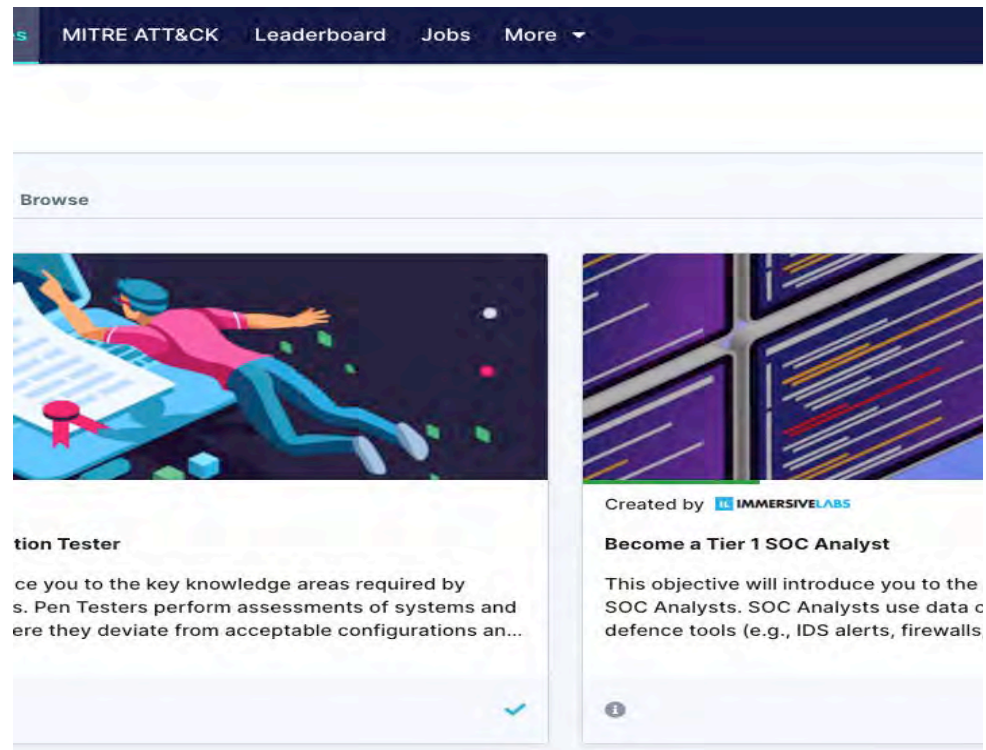 s MITRE ATT&CK Leaderboard Jobs More
Browse
tion Tester
ce you to the key knowledge areas required by
s. Pen Testers perform assessments of systems and
ere they deviate from acceptable configurations an...
Created by IL IMMERSIVELABS
Become a Tier 1 SOC Analyst
This objective will introduce you to the
SOC Analysts. SOC Analysts use data c
defence tools (e.g., IDS alerts, firewalls,